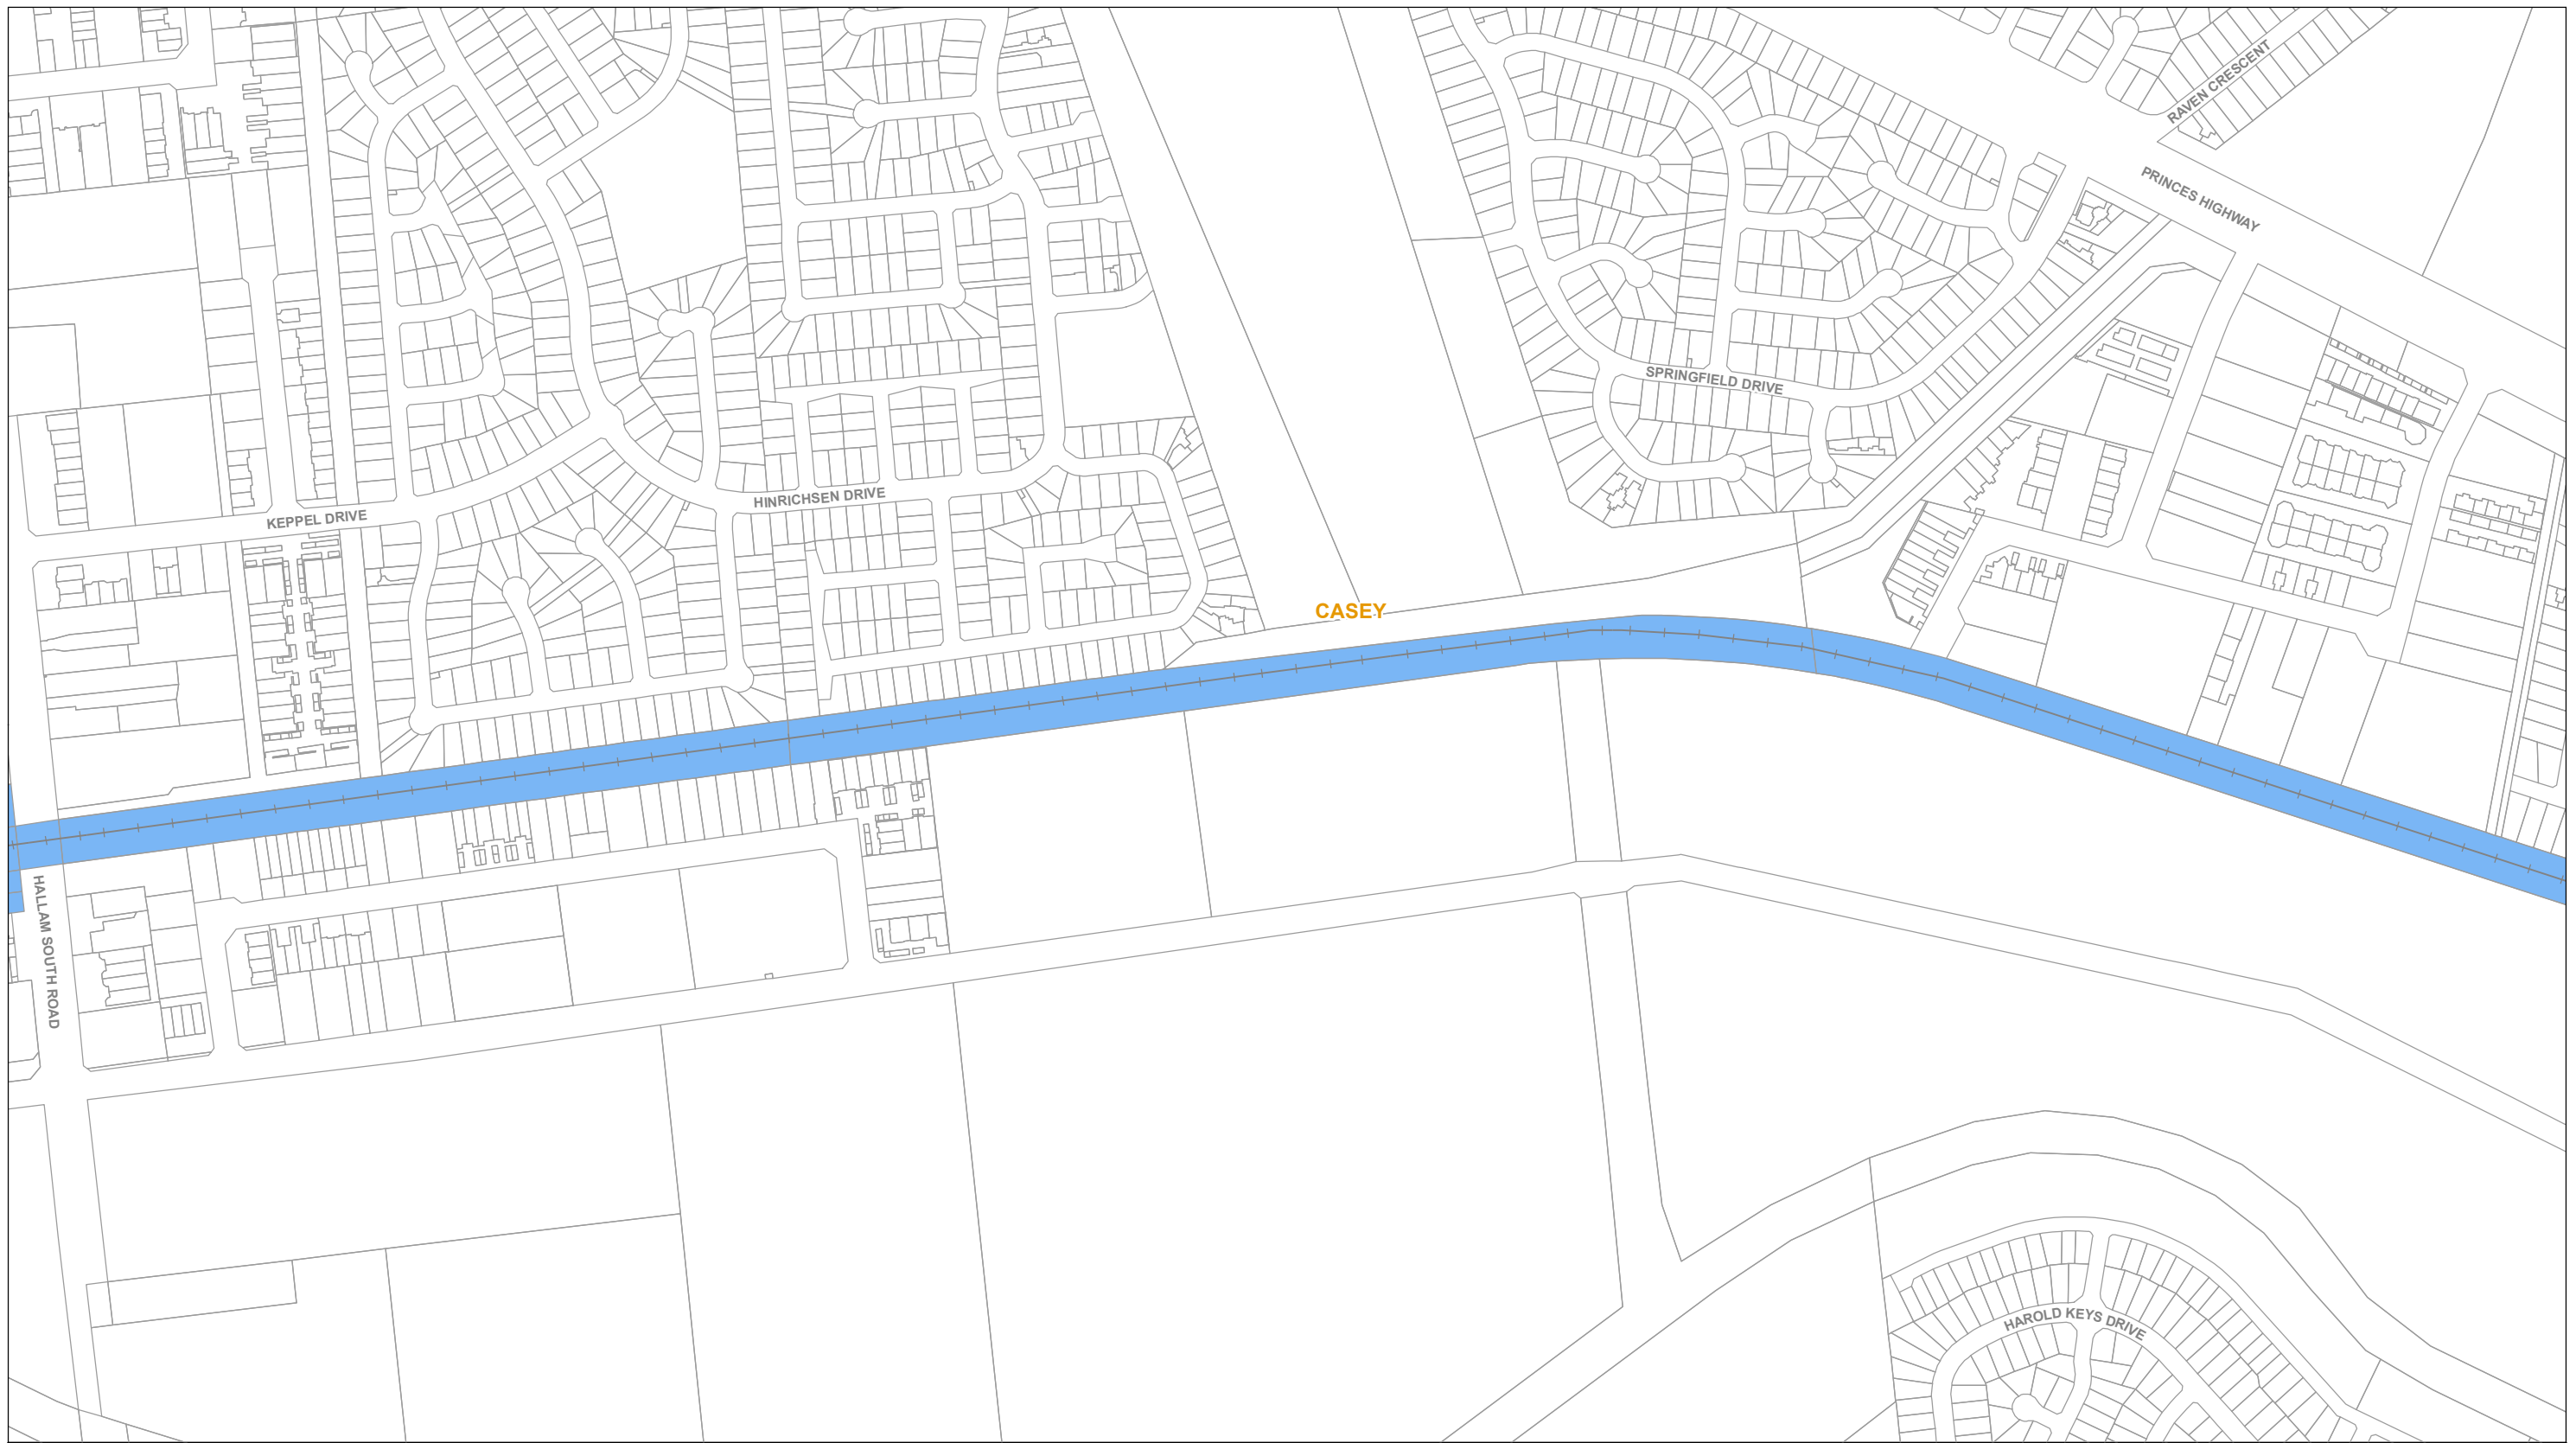 RAVEN CRESCENT
PRINCES HIGHWAY
SPRINGFIELD DRIVE
HINRICHSEN DRIVE
KEPPEL DRIVE
CASEY
HALLAM SOUTH ROAD
HAROLD KEYS DRIVE